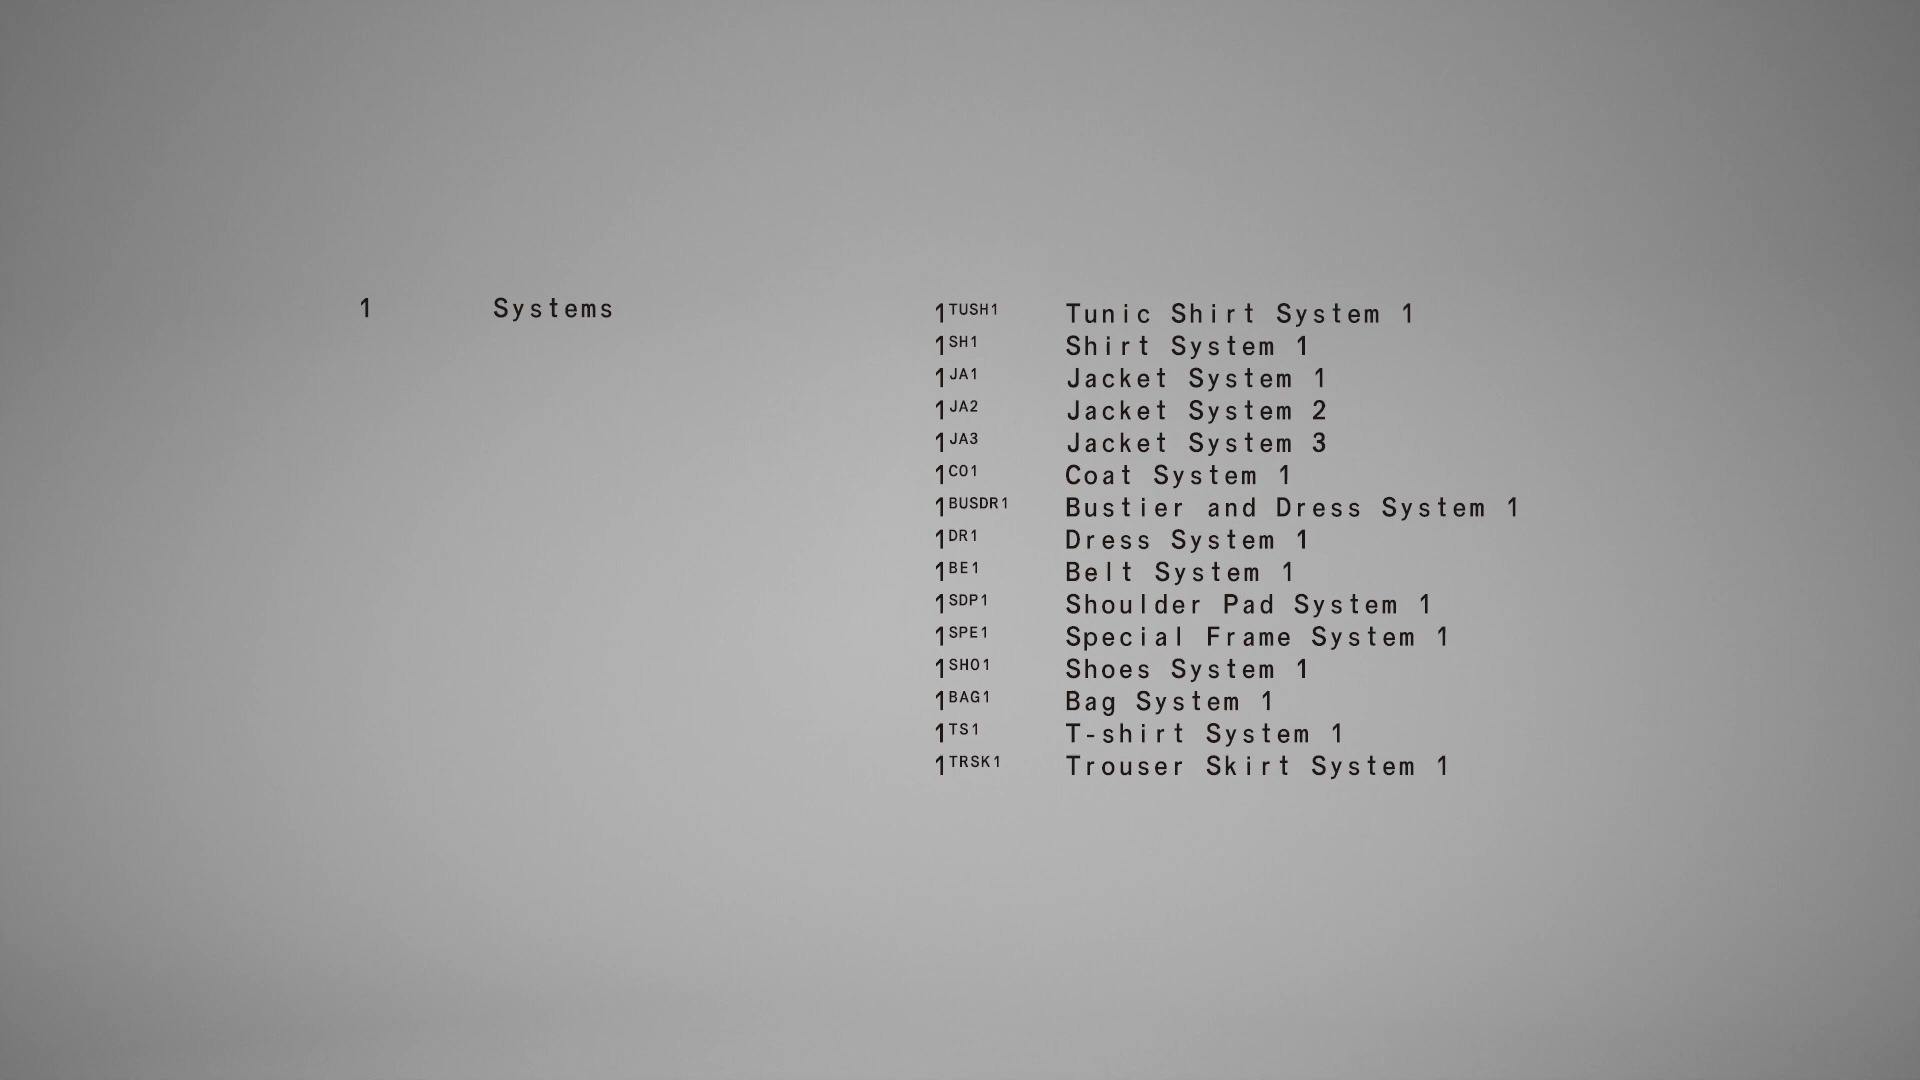 1 Systems
1TUSH1 Tunic Shirt System 1
1SH1 Shirt System 1
1JA1 Jacket System 1
1JA2 Jacket System 2
1JA3 Jacket System 3
1CO1 Coat System 1
1BUSDR1 Bustier and Dress System 1
1DR1 Dress System 1
1BE1 Belt System 1
1SDP1 Shoulder Pad System 1
1SPE1 Special Frame System 1
1SHO1 Shoes System 1
1BAG1 Bag System 1
1TS1 T-shirt System 1
1TRSK1 Trouser Skirt System 1